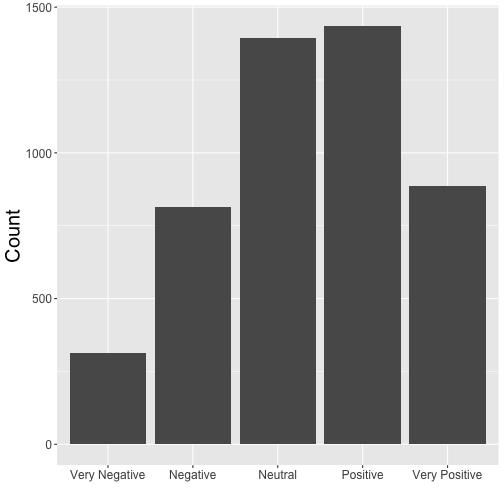 1500
1000
500
0
Count
Very Negative
Negative
Neutral
Positive
Very Positive